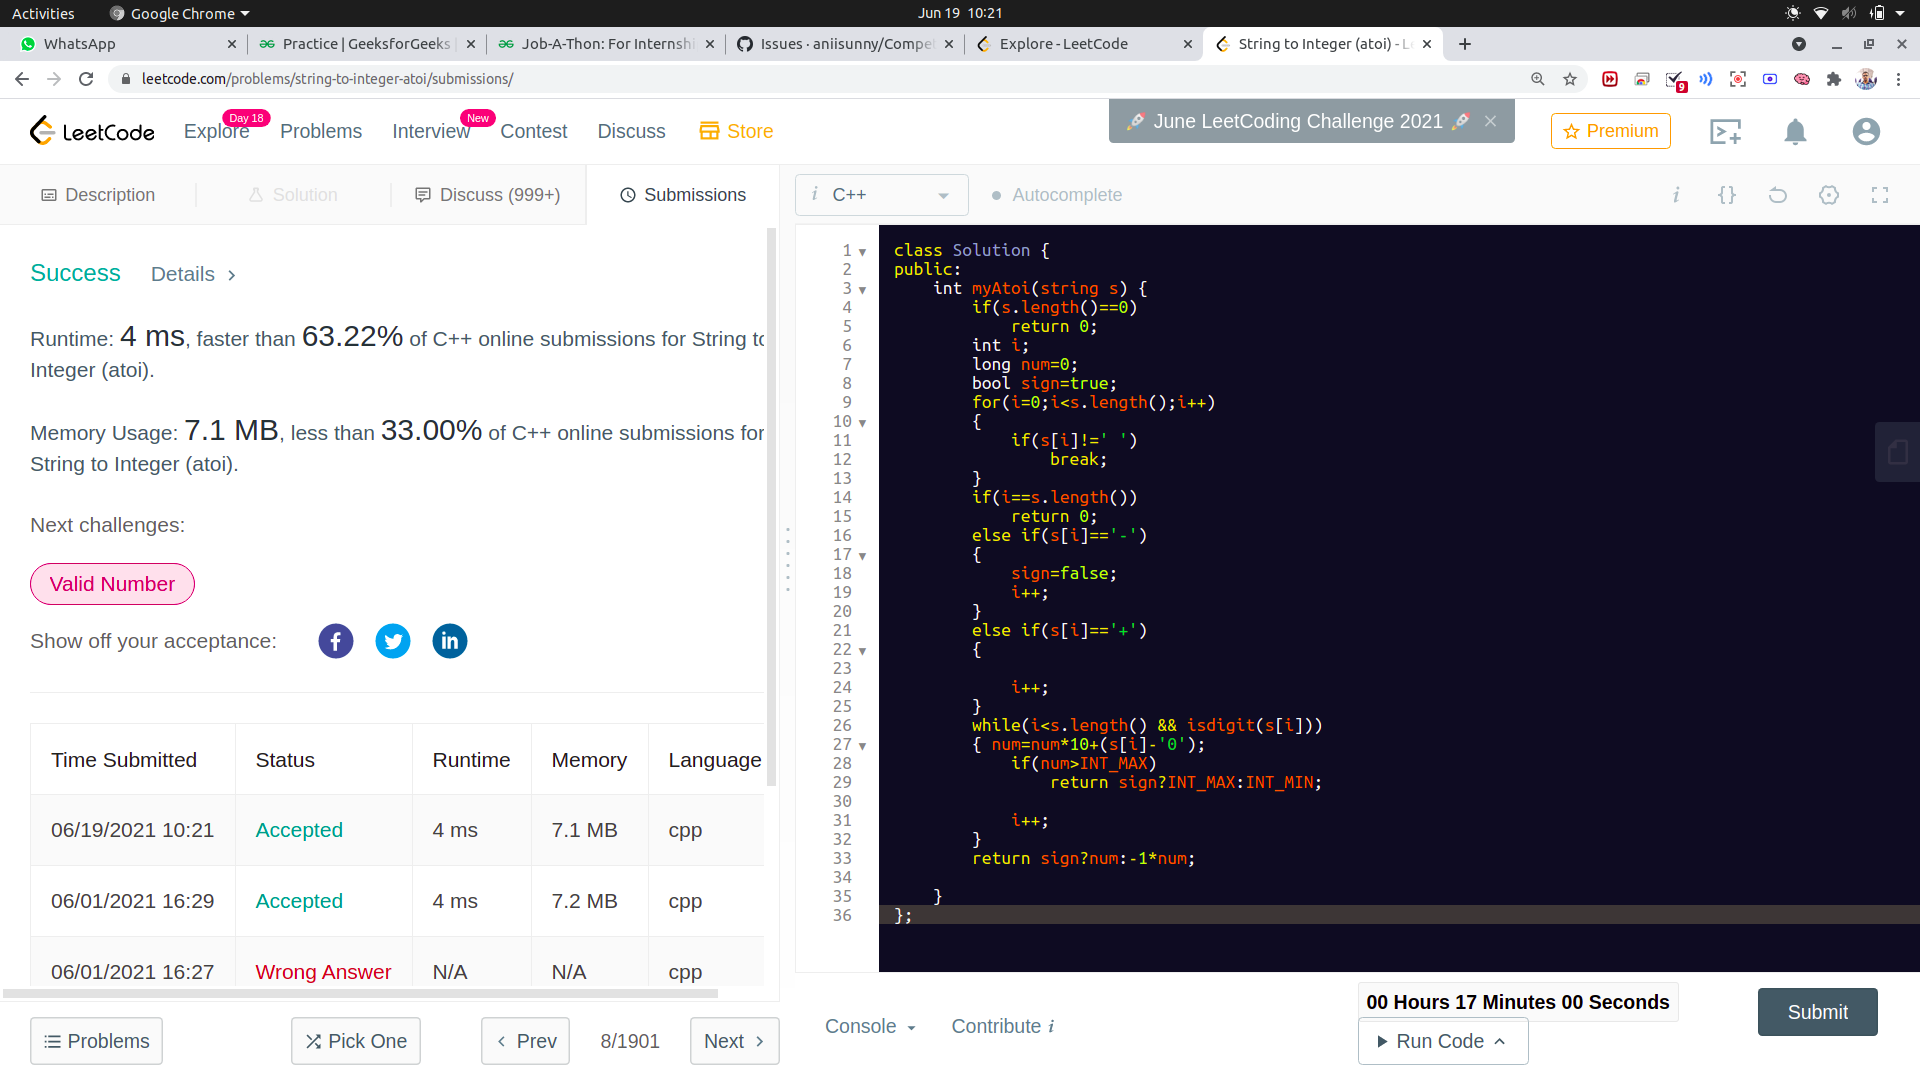 Activities
Google Chrome
Jun 19 10:21
WhatsApp
Practice | GeeksforGeeks |
Job-A-Thon: For Internshi
Issues · aniisunny/Compet
Explore - LeetCode
String to Integer (atoi) - L
leetcode.com/problems/string-to-integer-atoi/submissions/
9
LeetCode
Explore
Day 18
Problems
Interview
New
Contest
Discuss
Store
June LeetCoding Challenge 2021
Premium
Description
Solution
Discuss (999+)
Submissions
i C++
Autocomplete
i {}
Success
Details
Runtime: 4 ms, faster than 63.22% of C++ online submissions for String to
Integer (atoi).
Memory Usage: 7.1 MB, less than 33.00% of C++ online submissions for
String to Integer (atoi).
Next challenges:
Valid Number
Show off your acceptance:
Time Submitted Status Runtime Memory Language
06/19/2021 10:21 Accepted 4 ms 7.1 MB cpp
06/01/2021 16:29 Accepted 4 ms 7.2 MB cpp
06/01/2021 16:27 Wrong Answer N/A N/A cpp
1 class Solution {
2 public:
3 int myAtoi(string s) {
4 if(s.length()==0)
5 return 0;
6 int i;
7 long num=0;
8 bool sign=true;
9 for(i=0;i<s.length();i++)
10 {
11 if(s[i]!=' ')
12 break;
13 }
14 if(i==s.length())
15 return 0;
16 else if(s[i]=='-')
17 {
18 sign=false;
19 i++;
20 }
21 else if(s[i]=='+')
22 {
23
24 i++;
25 }
26 while(i<s.length() && isdigit(s[i]))
27 { num=num*10+(s[i]-'0');
28 if(num>INT_MAX)
29 return sign?INT_MAX:INT_MIN;
30
31 i++;
32 }
33 return sign?num:-1*num;
34
35 }
36 };
Problems
Pick One
Prev
8/1901
Next
Console
Contribute i
00 Hours 17 Minutes 00 Seconds
Run Code
Submit